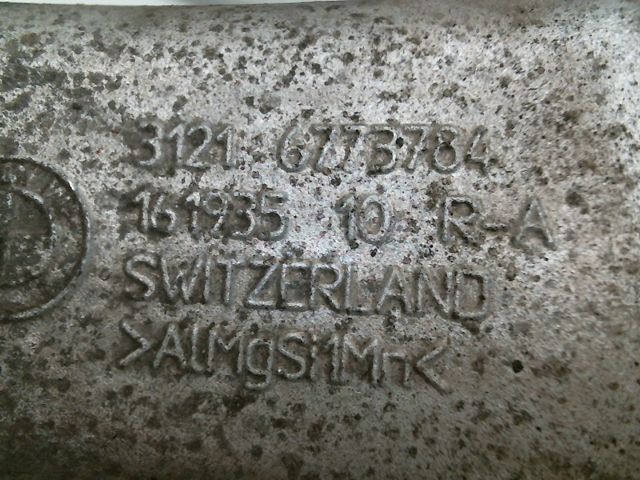 3121 6773784
161935 10 R-A
SWITZERLAND
>AlMgSi1Mn<